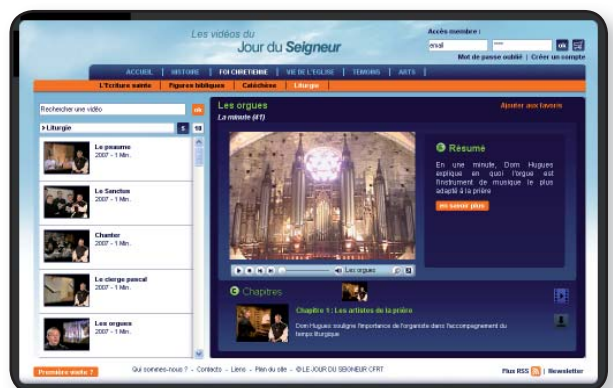 Les vidéos du
Jour du Seigneur
Accès membre :
email
ok
Mot de passe oublié | Créer un compte
ACCUEIL | HISTOIRE | FOI CHRETIENNE | VIE DE L'EGLISE | TEMOINS | ARTS |
L'Ecriture sainte | Figures bibliques | Catéchèse | Liturgie |
Rechercher une vidéo
ok
>Liturgie
Le psaume
2007 - 1 Min.
Le Sanctus
2007 - 1 Min.
Chanter
2007 - 1 Min.
Le cierge pascal
2007 - 1 Min.
Les orgues
2007 - 1 Min.
Les orgues
La minute (41)
Ajouter aux favoris
Les orgues
Résumé
En une minute, Dom Hugues
explique en quoi l'orgue est
l'instrument de musique le plus
adapté à la prière
en savoir plus
Chapitres
Chapitre 1 : Les artistes de la prière
Dom Hugues souligne l'importance de l'organiste dans l'accompagnement du
temps liturgique.
Première visite ?
Qui sommes-nous ? - Contacts - Liens - Plan du site - © LE JOUR DU SEIGNEUR CFRT
Flux RSS | Newsletter